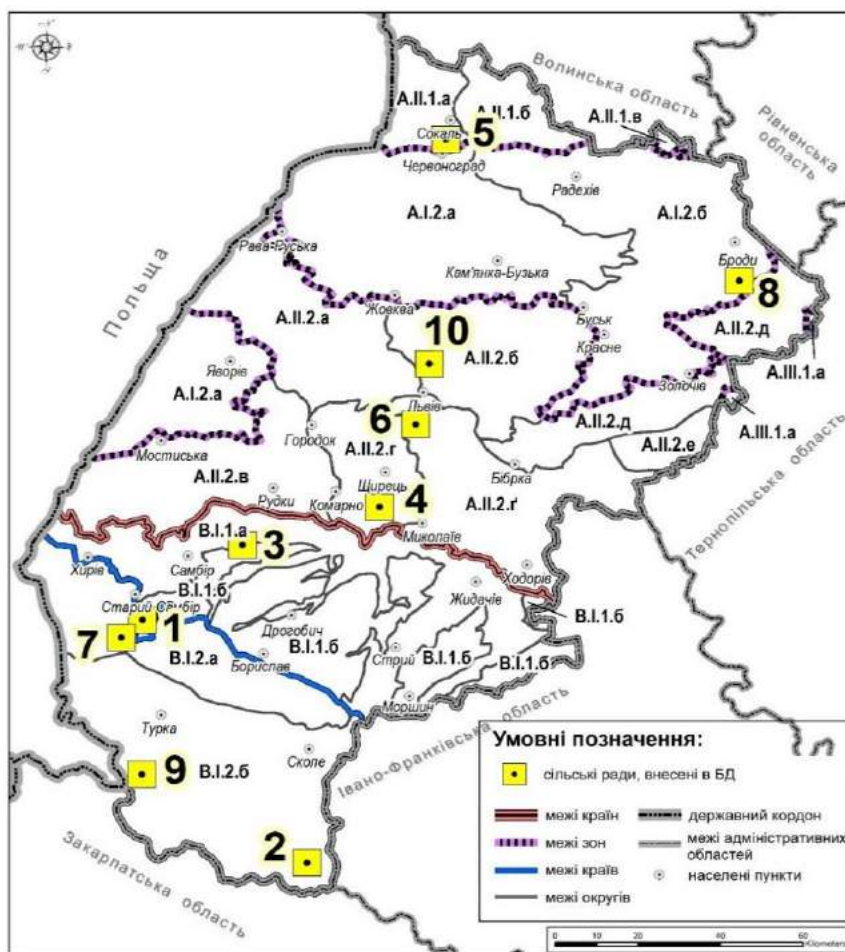 Волинська область
Рівненська область
А.ІІ.1.а
А.ІІ.1.б
А.ІІ.1.в
Сокаль
5
Червоноград
Радехів
Польща
А.І.2.а
А.І.2.б
Рава-Руська
Кам'янка-Бузька
Броди
8
А.ІІ.2.а
Жовква
Буськ
А.ІІ.2.д
10
Красне
А.ІІ.2.б
Яворів
А.ІІІ.1.а
А.І.2.а
Золочів
Львів
6
А.ІІ.2.д
А.ІІІ.1.а
Городок
А.ІІ.2.г
А.ІІ.2.е
Мостиська
Бібрка
А.ІІ.2.в
Щирець
Рудки
Комарно
4
А.ІІ.2.ґ
Тернопільська область
В.І.1.а
Миколаїв
3
Хирів
Самбір
Ходорів
В.І.1.б
Жидачів
Старий Самбір
В.І.1.б
1
Дрогобич
7
В.І.1.б
В.І.2.а
Борислав
Стрий
В.І.1.б
В.І.1.б
Моршин
Івано-Франківська область
Турка
Сколе
9
В.І.2.б
2
Закарпатська область
Умовні позначення:
сільські ради, внесені в БД
межі країн
державний кордон
межі зон
межі адміністративних
областей
межі країв
населені пункти
межі округів
0 10 20 40 60
Kilometers